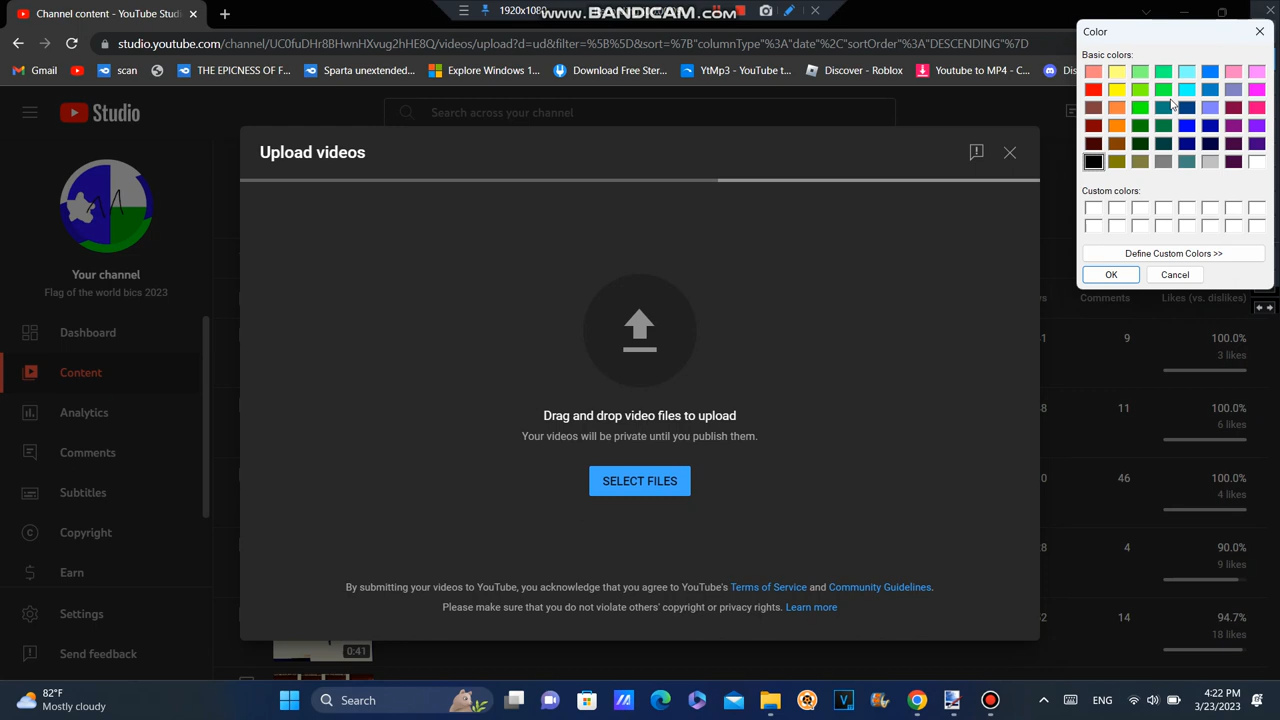 Channel content - YouTube Studi
1920x1080
www.BANDICAM.com
studio.youtube.com/channel/UC0fuDHr8BHwnHXvug2hHE8Q/videos/upload?d=ud&filter=%5B%5D&sort=%7B"columnType"%3A"date"%2C"sortOrder"%3A"DESCENDING"%7D
Gmail
scan
THE EPICNESS OF F...
Sparta unextended...
Explore Windows 1...
Download Free Sour...
YtMp3 - YouTube t...
Discover - Roblox
Youtube to MP4 - C...
Studio
Search across your channel
Color
Basic colors:
Custom colors:
Define Custom Colors >>
OK
Cancel
Upload videos
Your channel
Flag of the world bics 2023
Dashboard
Content
Analytics
Comments
Subtitles
Copyright
Earn
Settings
Send feedback
Drag and drop video files to upload
Your videos will be private until you publish them.
SELECT FILES
By submitting your videos to YouTube, you acknowledge that you agree to YouTube's Terms of Service and Community Guidelines.
Please make sure that you do not violate others' copyright or privacy rights. Learn more
Comments
Likes (vs. dislikes)
9
100.0%
3 likes
11
100.0%
6 likes
46
100.0%
4 likes
4
90.0%
9 likes
14
94.7%
18 likes
0:41
82°F
Mostly cloudy
Search
ENG
4:22 PM
3/23/2023